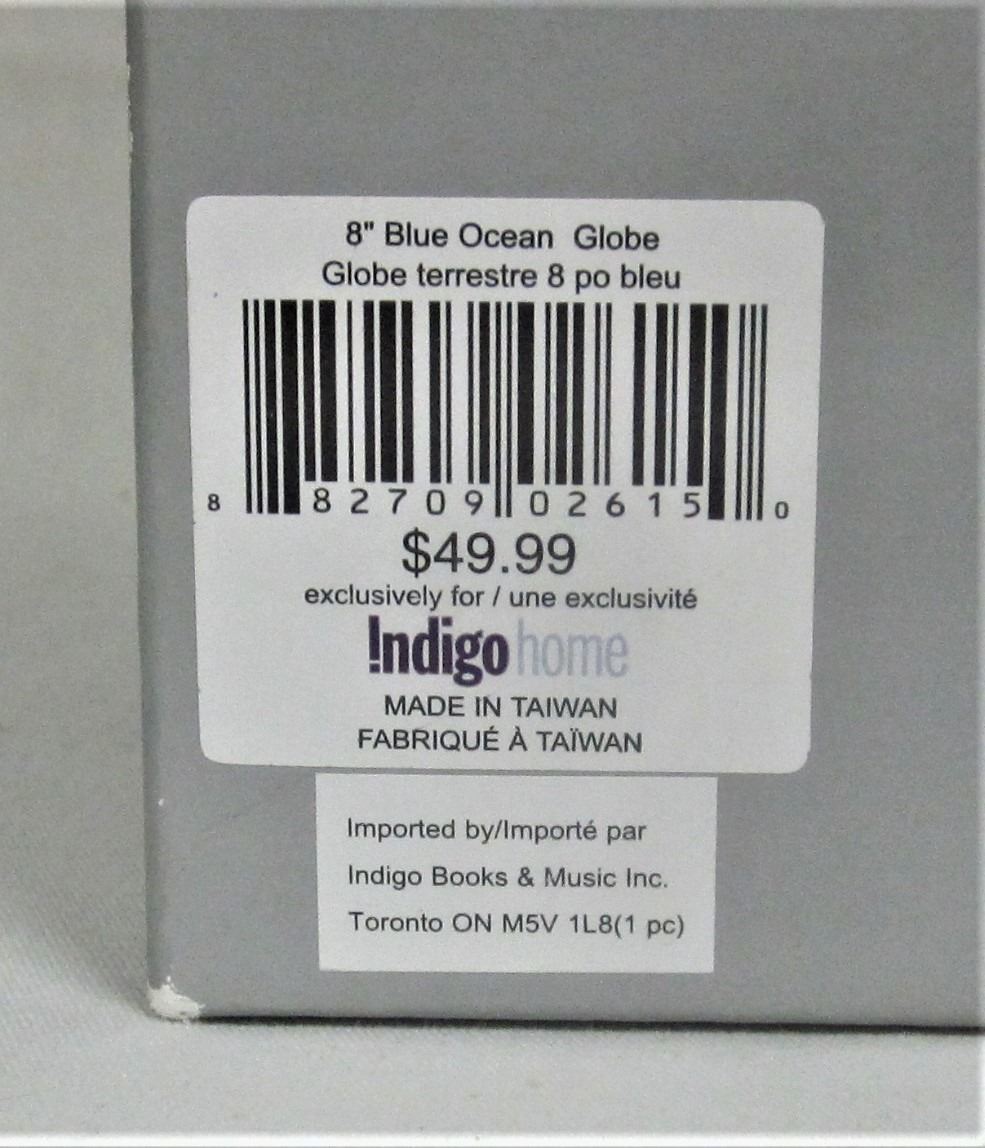 8" Blue Ocean Globe
Globe terrestre 8 po bleu
8 82709 02615 0
$49.99
exclusively for / une exclusivité
!ndigo home
MADE IN TAIWAN
FABRIQUÉ À TAÏWAN
Imported by/Importé par
Indigo Books & Music Inc.
Toronto ON M5V 1L8(1 pc)